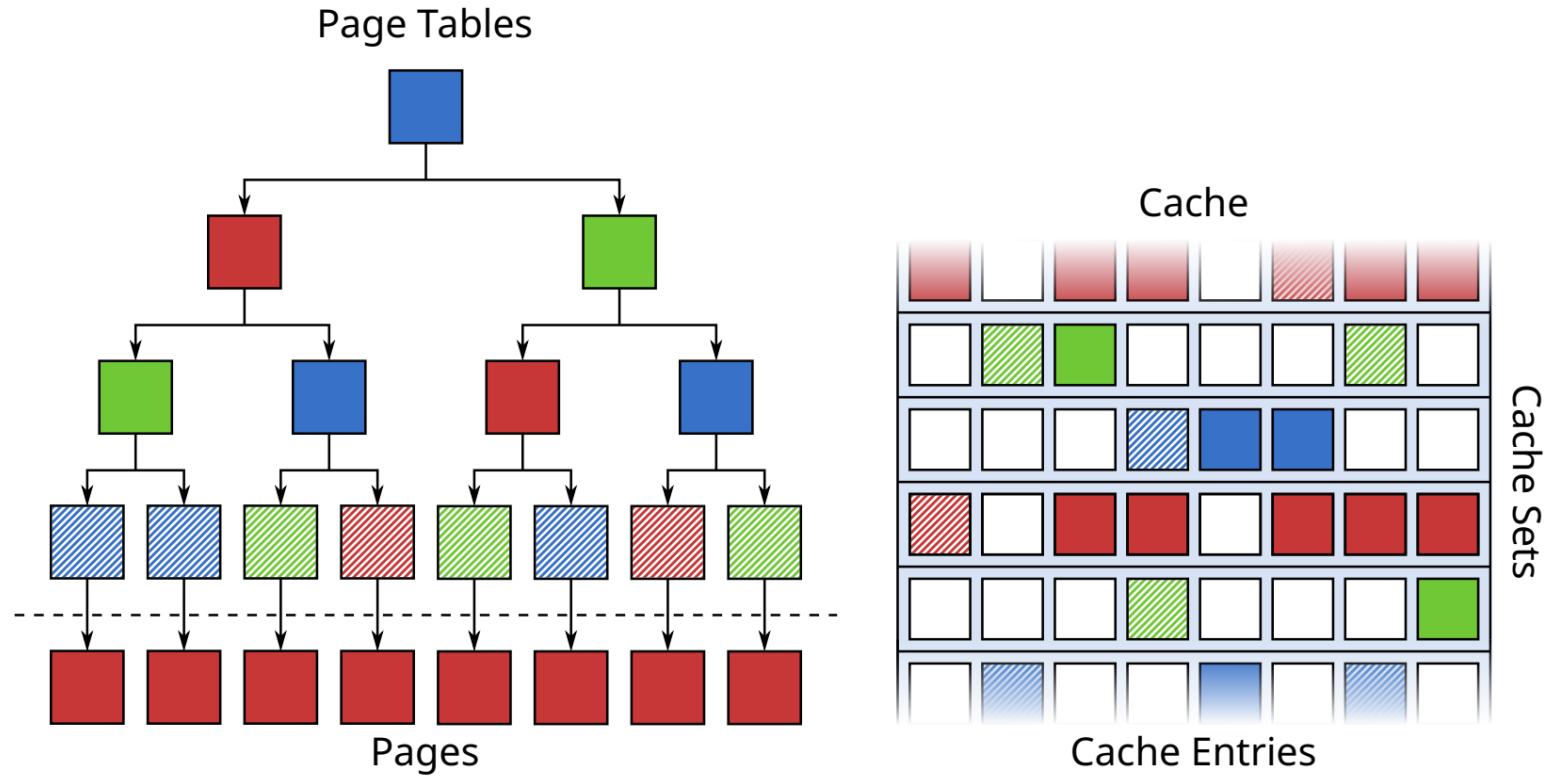 Page Tables
Cache
Cache Sets
Pages
Cache Entries